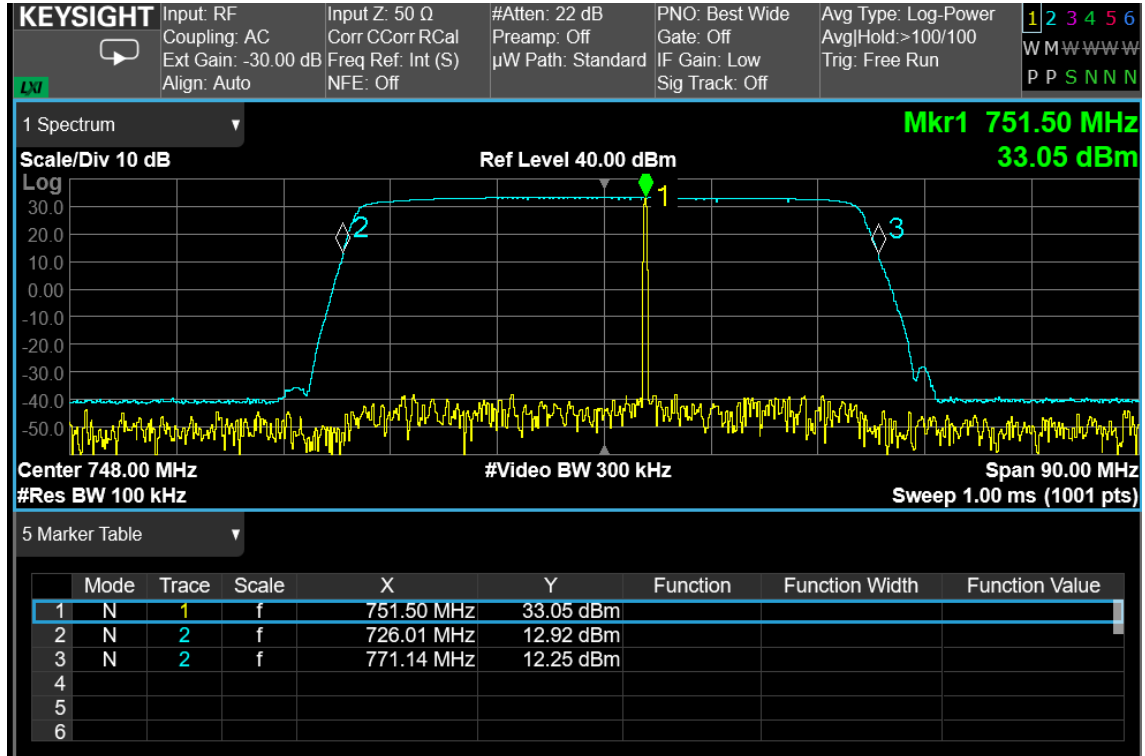 KEYSIGHT Input: RF Input Z: 50 Ω #Atten: 22 dB PNO: Best Wide Avg Type: Log-Power 1 2 3 4 5 6
Coupling: AC Corr CCorr RCal Preamp: Off Gate: Off Avg|Hold:>100/100 W M W W W W
Ext Gain: -30.00 dB Freq Ref: Int (S) µW Path: Standard IF Gain: Low Trig: Free Run
LXI Align: Auto NFE: Off Sig Track: Off P P S N N N
1 Spectrum Mkr1 751.50 MHz
Scale/Div 10 dB Ref Level 40.00 dBm 33.05 dBm
Log
1
30.0
2 3
20.0
10.0
0.00
-10.0
-20.0
-30.0
-40.0
-50.0
Center 748.00 MHz #Video BW 300 kHz Span 90.00 MHz
#Res BW 100 kHz Sweep 1.00 ms (1001 pts)
5 Marker Table
Mode Trace Scale X Y Function Function Width Function Value
1 N 1 f 751.50 MHz 33.05 dBm
2 N 2 f 726.01 MHz 12.92 dBm
3 N 2 f 771.14 MHz 12.25 dBm
4
5
6